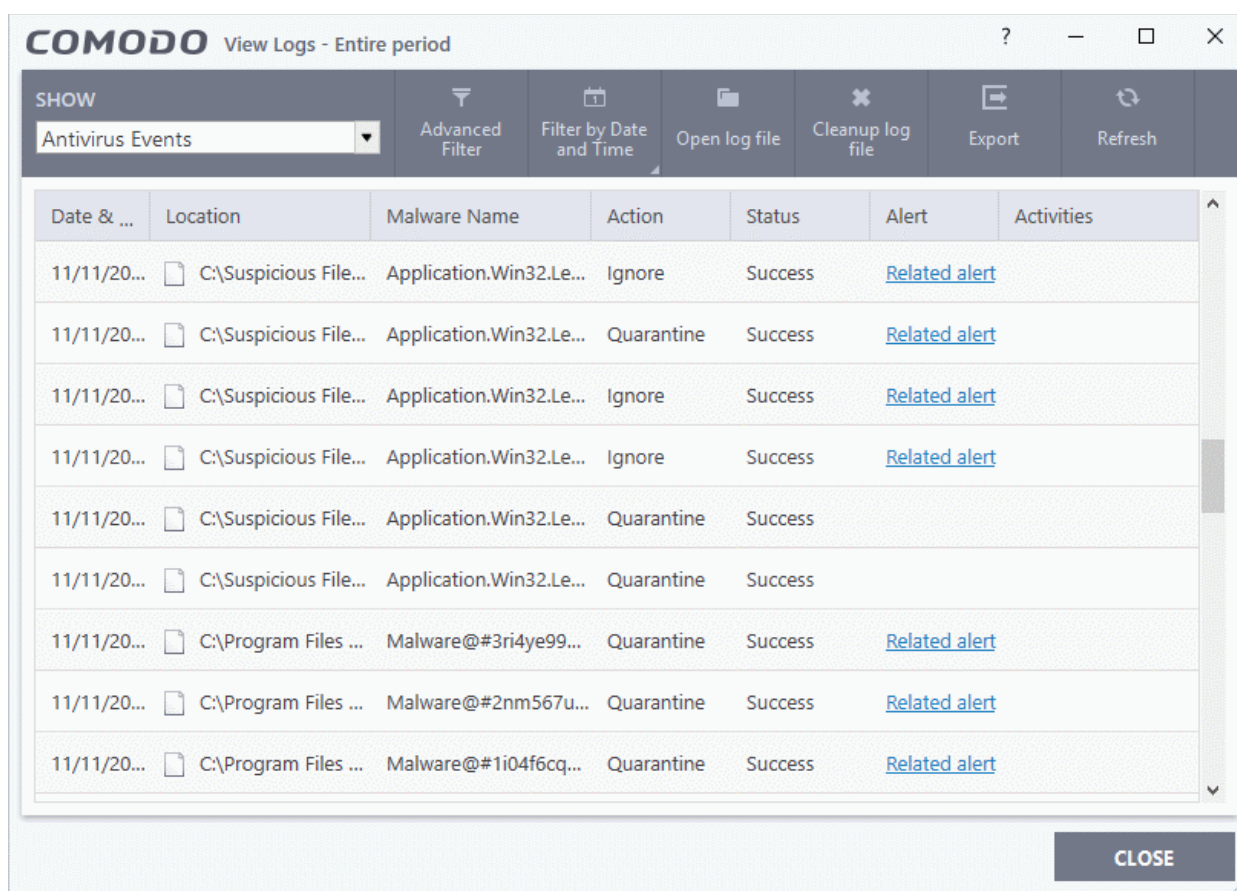 COMODO View Logs - Entire period ?
SHOW
Antivirus Events
Advanced
Filter
1
Filter by Date
and Time
Open log file
Cleanup log
file
Export
Refresh
Date & ... Location Malware Name Action Status Alert Activities
11/11/20... C:\Suspicious File... Application.Win32.Le... Ignore Success Related alert
11/11/20... C:\Suspicious File... Application.Win32.Le... Quarantine Success Related alert
11/11/20... C:\Suspicious File... Application.Win32.Le... Ignore Success Related alert
11/11/20... C:\Suspicious File... Application.Win32.Le... Ignore Success Related alert
11/11/20... C:\Suspicious File... Application.Win32.Le... Quarantine Success
11/11/20... C:\Suspicious File... Application.Win32.Le... Quarantine Success
11/11/20... C:\Program Files ... Malware@#3ri4ye99... Quarantine Success Related alert
11/11/20... C:\Program Files ... Malware@#2nm567u... Quarantine Success Related alert
11/11/20... C:\Program Files ... Malware@#1i04f6cq... Quarantine Success Related alert
CLOSE